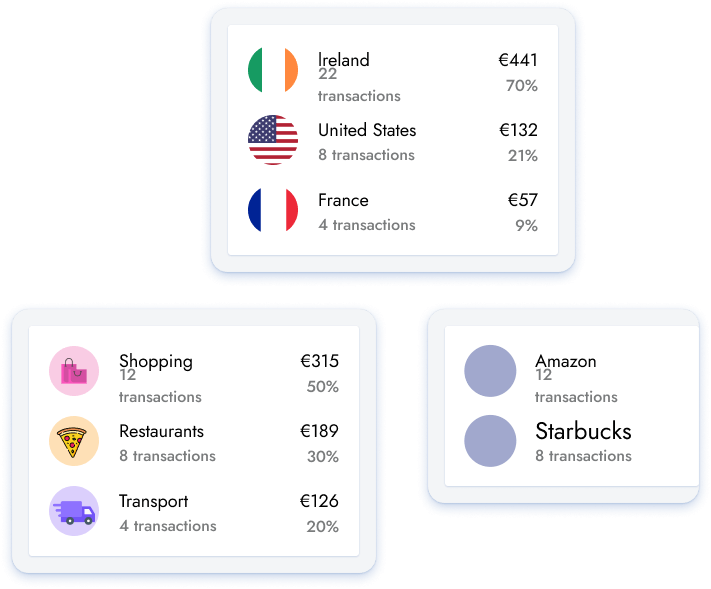 Ireland €441
22
transactions 70%
United States €132
8 transactions 21%
France €57
4 transactions 9%
Shopping €315
12
transactions 50%
Restaurants €189
8 transactions 30%
Transport €126
4 transactions 20%
Amazon
12
transactions
Starbucks
8 transactions